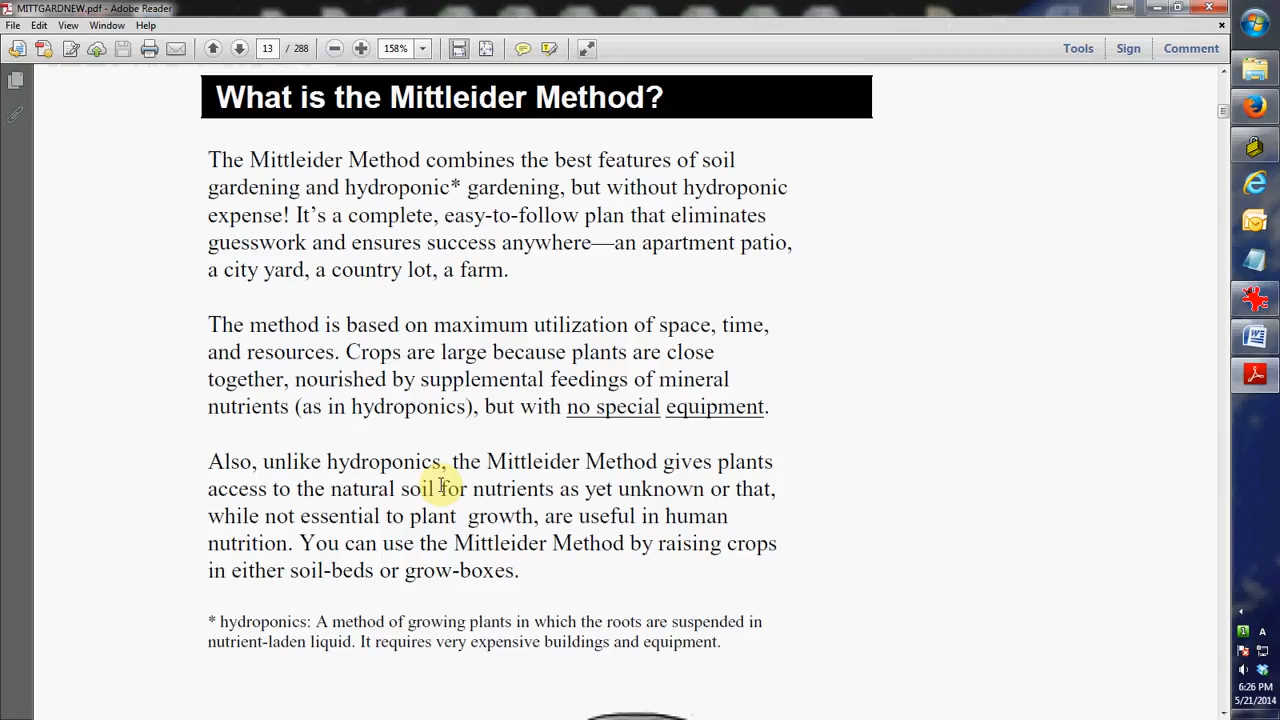 MITTGARDNEW.pdf - Adobe Reader
File Edit View Window Help
13 / 288 158% Tools Sign Comment
What is the Mittleider Method?
The Mittleider Method combines the best features of soil
gardening and hydroponic* gardening, but without hydroponic
expense! It’s a complete, easy-to-follow plan that eliminates
guesswork and ensures success anywhere—an apartment patio,
a city yard, a country lot, a farm.
The method is based on maximum utilization of space, time,
and resources. Crops are large because plants are close
together, nourished by supplemental feedings of mineral
nutrients (as in hydroponics), but with no special equipment.
Also, unlike hydroponics, the Mittleider Method gives plants
access to the natural soil for nutrients as yet unknown or that,
while not essential to plant growth, are useful in human
nutrition. You can use the Mittleider Method by raising crops
in either soil-beds or grow-boxes.
* hydroponics: A method of growing plants in which the roots are suspended in
nutrient-laden liquid. It requires very expensive buildings and equipment.
1 A
6:26 PM
5/21/2014